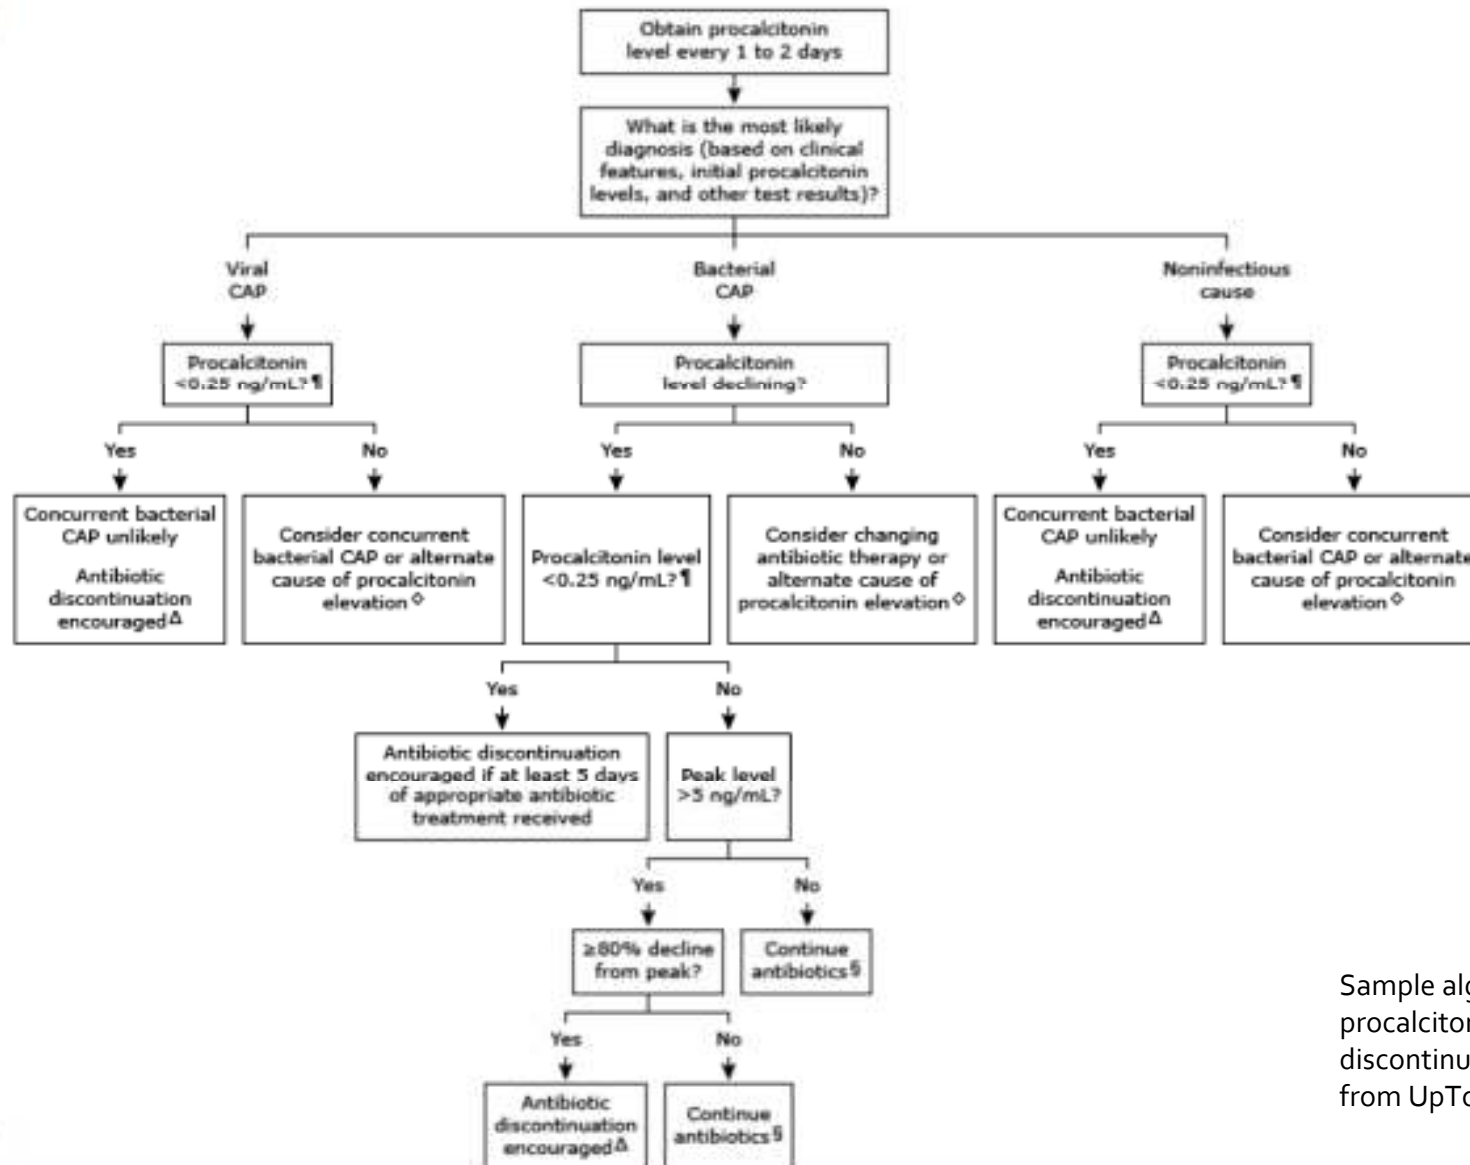 Obtain procalcitonin
level every 1 to 2 days
What is the most likely
diagnosis (based on clinical
features, initial procalcitonin
levels, and other test results)?
Viral
CAP
Bacterial
CAP
Noninfectious
cause
Procalcitonin
<0.25 ng/mL?¶
Procalcitonin
level declining?
Procalcitonin
<0.25 ng/mL?¶
Yes
No
Yes
No
Yes
No
Concurrent bacterial
CAP unlikely
Antibiotic
discontinuation
encouragedΔ
Consider concurrent
bacterial CAP or alternate
cause of procalcitonin
elevation◊
Procalcitonin level
<0.25 ng/mL?¶
Consider changing
antibiotic therapy or
alternate cause of
procalcitonin elevation◊
Concurrent bacterial
CAP unlikely
Antibiotic
discontinuation
encouragedΔ
Consider concurrent
bacterial CAP or alternate
cause of procalcitonin
elevation◊
Yes
No
Antibiotic discontinuation
encouraged if at least 5 days
of appropriate antibiotic
treatment received
Peak level
>5 ng/mL?
Yes
No
≥80% decline
from peak?
Continue
antibiotics§
Yes
No
Antibiotic
discontinuation
encouragedΔ
Continue
antibiotics§
Sample
from